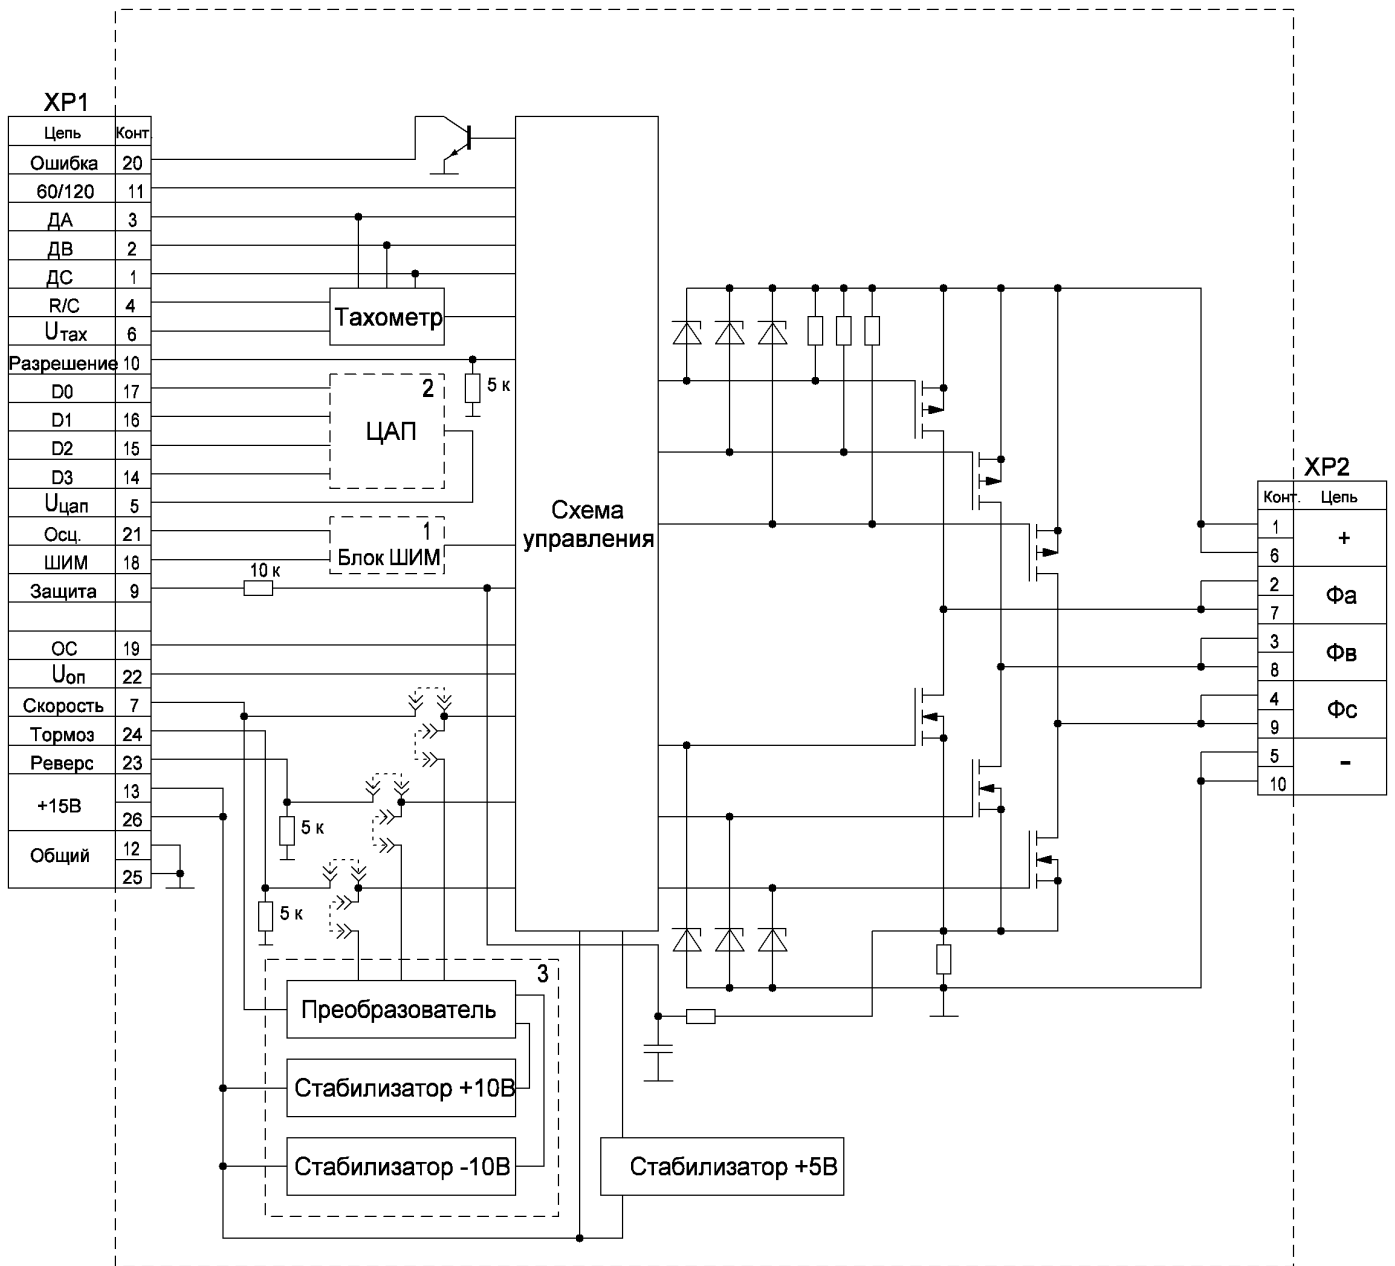 XP1
Цепь Конт.
Ошибка 20
60/120 11
ДА 3
ДВ 2
ДС 1
R/C 4
Uтах 6
Разрешение 10
D0 17
D1 16
D2 15
D3 14
Uцап 5
Осц. 21
ШИМ 18
Защита 9
ОС 19
Uоп 22
Скорость 7
Тормоз 24
Реверс 23
+15В 13
26
Общий 12
25
Тахометр
5 к
2
ЦАП
1
Блок ШИМ
10 к
Схема
управления
5 к
5 к
3
Преобразователь
Стабилизатор +10В
Стабилизатор -10В
Стабилизатор +5В
XP2
Конт. Цепь
1 +
6
2 Фа
7
3 Фв
8
4 Фс
9
5 -
10